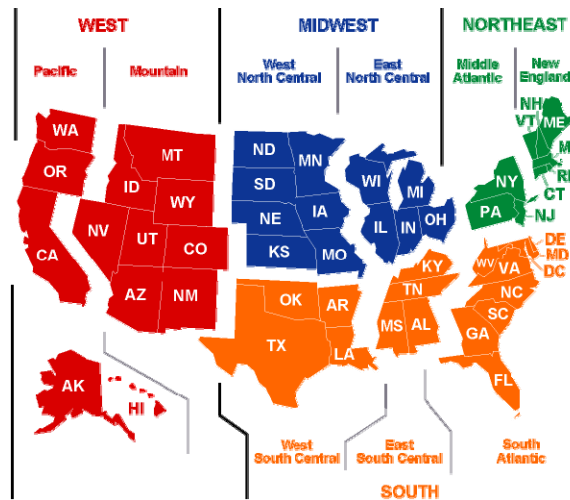 WEST
MIDWEST
NORTHEAST
Pacific
Mountain
West
North Central
East
North Central
Middle
Atlantic
New
England
WA
OR
CA
NV
ID
MT
WY
UT
CO
AZ
NM
AK
HI
ND
SD
NE
KS
MN
IA
MO
WI
MI
IL
IN
OH
NH
VT
ME
M
RI
CT
NY
PA
NJ
OK
TX
AR
LA
KY
TN
MS
AL
WV
VA
DE
MD
DC
NC
SC
GA
FL
West
South Central
East
South Central
South
Atlantic
SOUTH